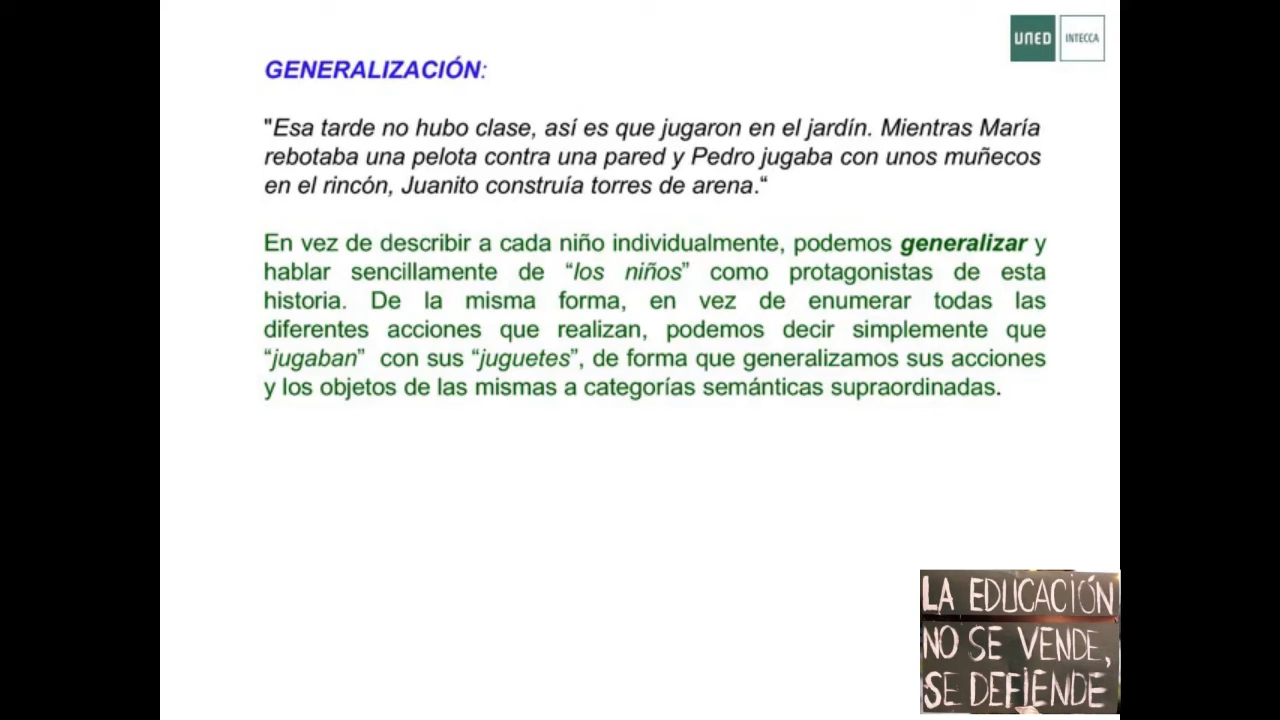 UNED INTECCA
GENERALIZACIÓN:
"Esa tarde no hubo clase, así es que jugaron en el jardín. Mientras María
rebotaba una pelota contra una pared y Pedro jugaba con unos muñecos
en el rincón, Juanito construía torres de arena.“
En vez de describir a cada niño individualmente, podemos generalizar y
hablar sencillamente de “los niños” como protagonistas de esta
historia. De la misma forma, en vez de enumerar todas las
diferentes acciones que realizan, podemos decir simplemente que
“jugaban” con sus “juguetes”, de forma que generalizamos sus acciones
y los objetos de las mismas a categorías semánticas supraordinadas.
LA EDUCACIÓN
NO SE VENDE,
SE DEFIENDE